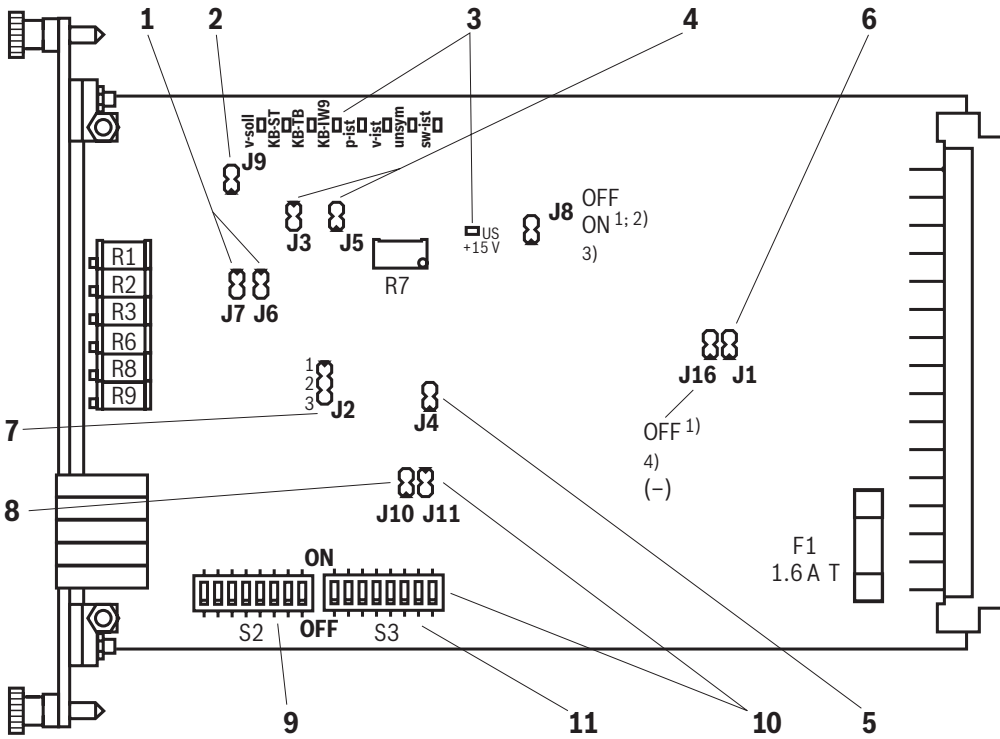 1 2 3 4 6
v-soll
KB-ST
KB-TB
KB-IW9
p-ist
v-ist
unsym
sw-ist
J9
J3 J5
US
+15 V
J8
OFF
ON 1; 2)
3)
R7
R1
R2
R3
R6
R8
R9
J7 J6
J16 J1
1
2
3
J2
J4
OFF 1)
4)
(–)
7
8
J10 J11
F1
1.6 A T
ON
OFF
S2 S3
9 11 10 5